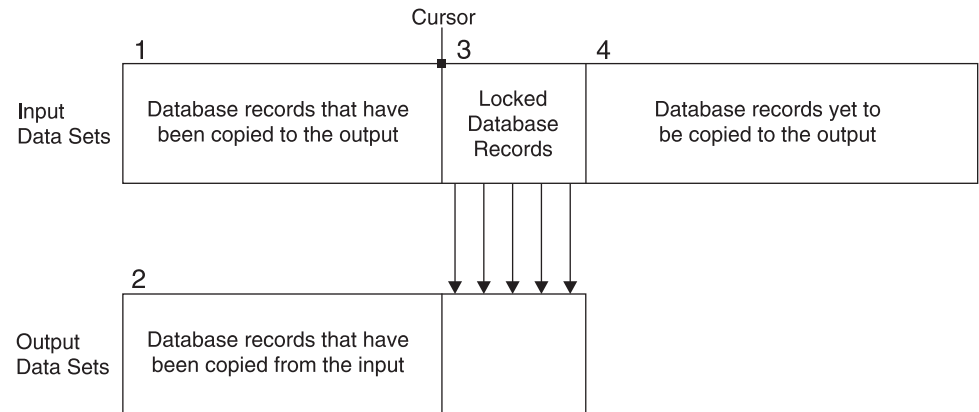 Cursor
1
3
4
Input
Data Sets
Database records that have
been copied to the output
Locked
Database
Records
Database records yet to
be copied to the output
2
Output
Data Sets
Database records that have
been copied from the input